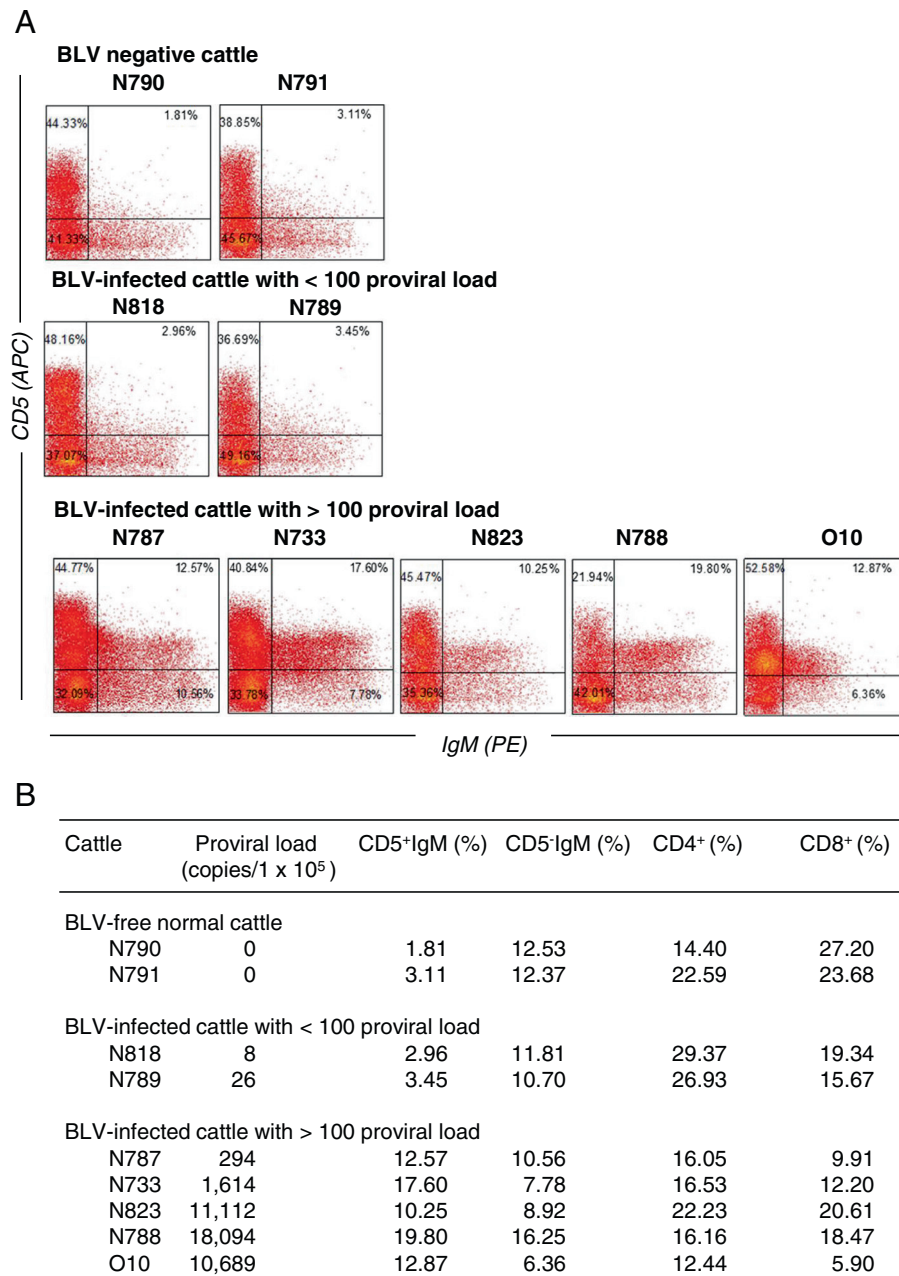 A
BLV negative cattle
N790 N791
44.33% 1.81% 38.85% 3.11%
41.33% 45.67%
BLV-infected cattle with < 100 proviral load
N818 N789
48.16% 2.96% 36.69% 3.45%
37.07% 49.16%
CD5 (APC)
BLV-infected cattle with > 100 proviral load
N787 N733 N823 N788 O10
44.77% 12.57% 40.84% 17.60% 45.47% 10.25% 21.94% 19.80% 52.58% 12.87%
32.09% 10.56% 33.78% 7.78% 35.36% 42.01% 6.36%
IgM (PE)
B
Cattle Proviral load CD5⁺IgM (%) CD5⁻IgM (%) CD4⁺ (%) CD8⁺ (%)
(copies/1 x 10⁵ )
BLV-free normal cattle
N790 0 1.81 12.53 14.40 27.20
N791 0 3.11 12.37 22.59 23.68
BLV-infected cattle with < 100 proviral load
N818 8 2.96 11.81 29.37 19.34
N789 26 3.45 10.70 26.93 15.67
BLV-infected cattle with > 100 proviral load
N787 294 12.57 10.56 16.05 9.91
N733 1,614 17.60 7.78 16.53 12.20
N823 11,112 10.25 8.92 22.23 20.61
N788 18,094 19.80 16.25 16.16 18.47
O10 10,689 12.87 6.36 12.44 5.90